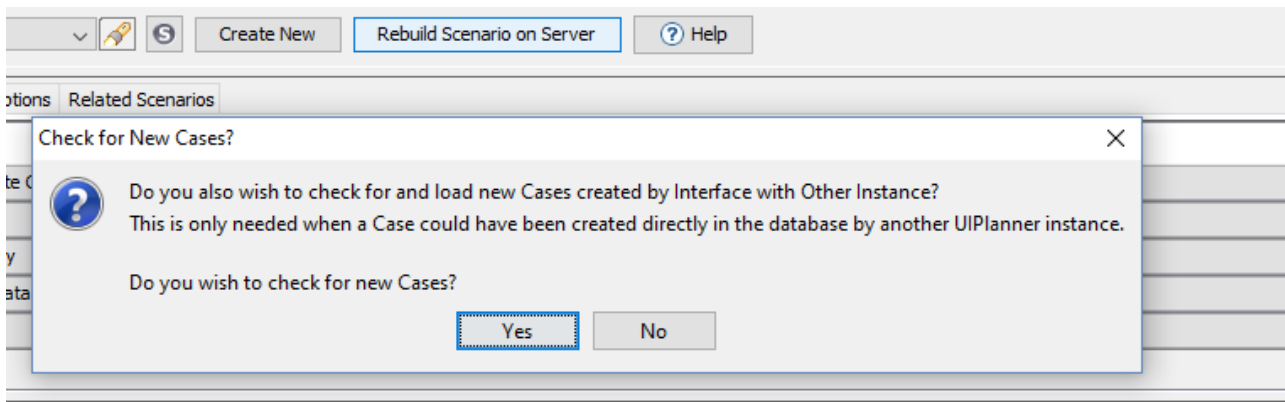 Create New Rebuild Scenario on Server Help
Related Scenarios
Check for New Cases?
Do you also wish to check for and load new Cases created by Interface with Other Instance?
This is only needed when a Case could have been created directly in the database by another UIPlanner instance.
Do you wish to check for new Cases?
Yes No